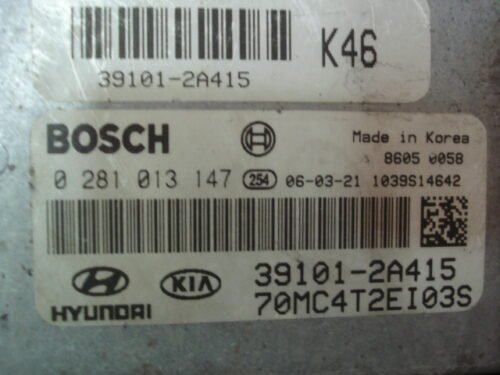 K46
39101-2A415
BOSCH
Made in Korea
8605 0058
0 281 013 147 254 06-03-21 1039S14642
HYUNDAI KIA 39101-2A415
70MC4T2EI03S